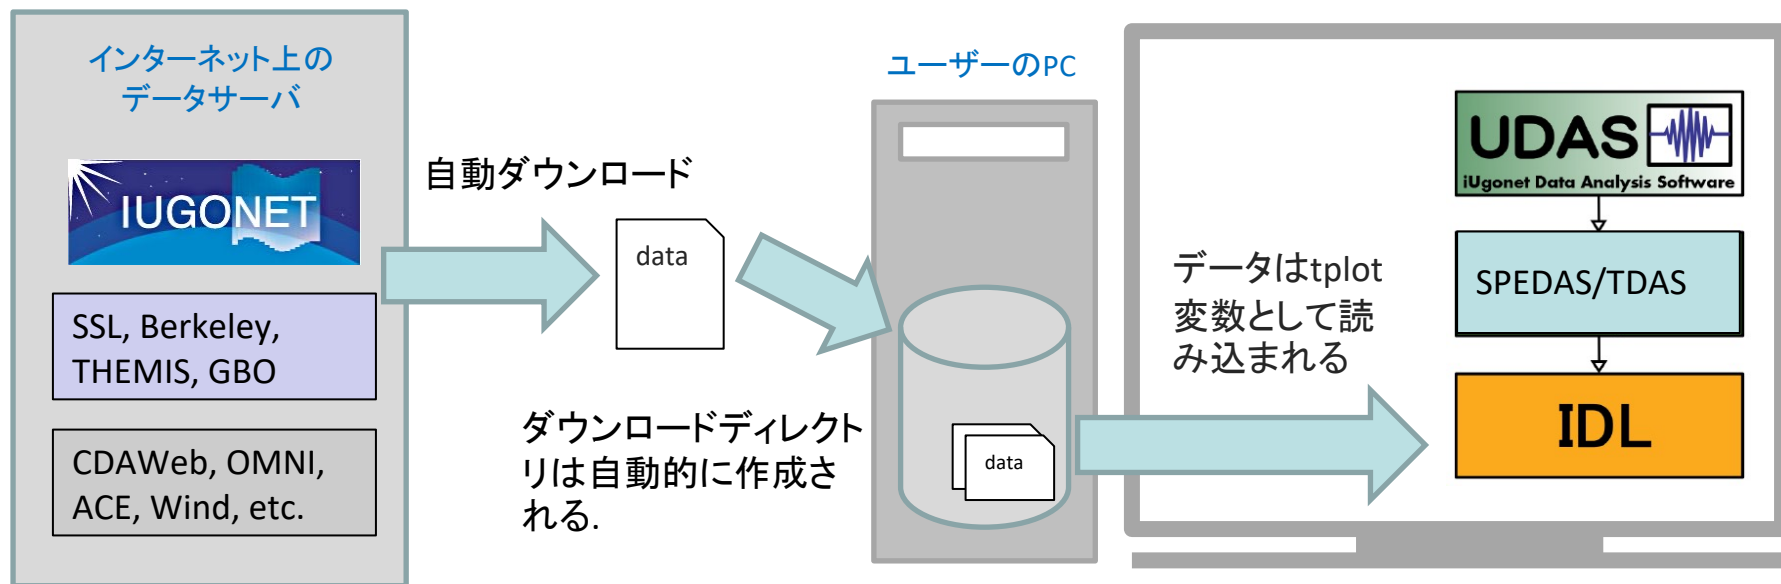 インターネット上の
データサーバ
IUGONET
SSL, Berkeley,
THEMIS, GBO
CDAWeb, OMNI,
ACE, Wind, etc.
自動ダウンロード
data
ダウンロードディレクト
リは自動的に作成さ
れる.
ユーザーのPC
data
データはtplot
変数として読
み込まれる
UDAS
iUgonet Data Analysis Software
SPEDAS/TDAS
IDL